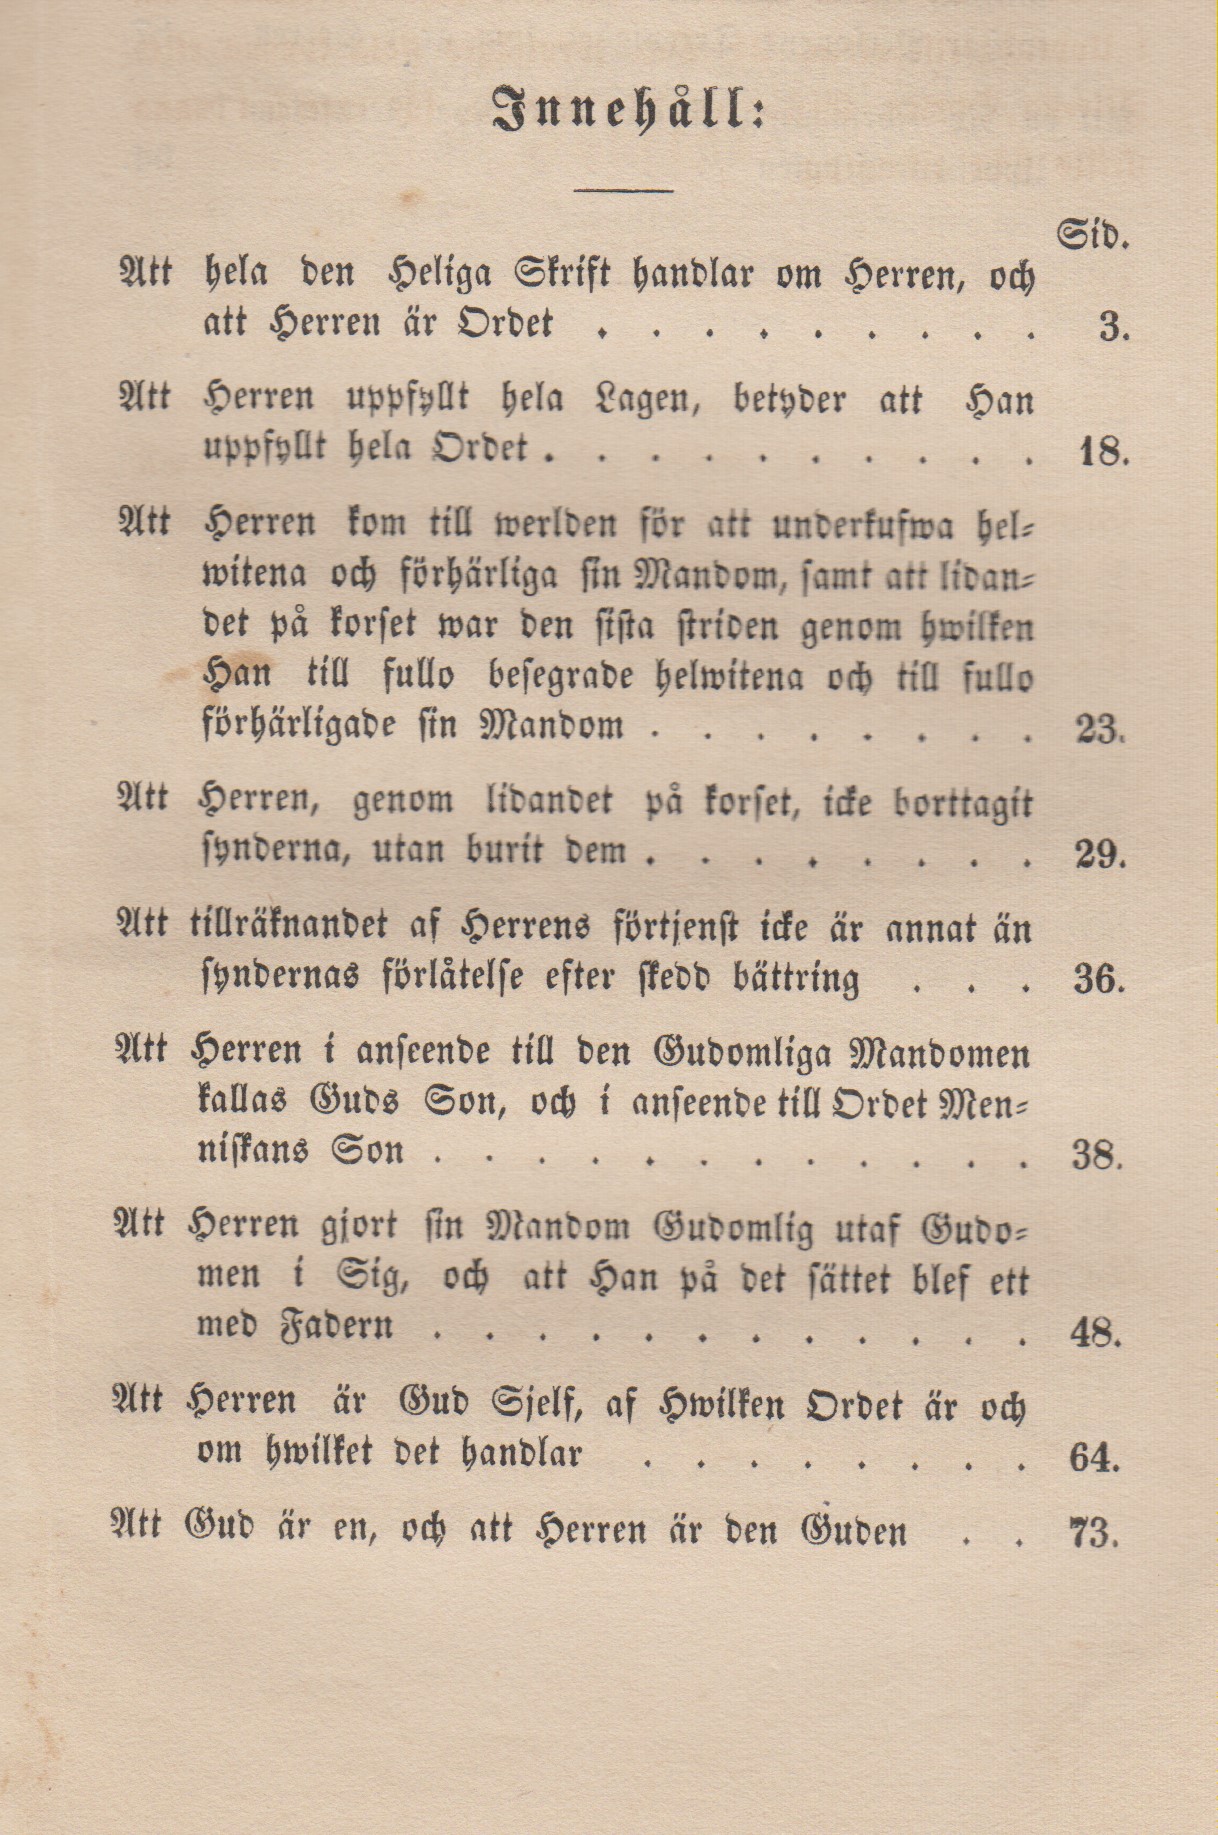 Innehåll:
Sid.
Att hela den Heliga Skrift handlar om Herren, och
att Herren är Ordet . . . . . . . . . 3.
Att Herren uppfyllt hela Lagen, betyder att Han
uppfyllt hela Ordet . . . . . . . . . . 18.
Att Herren kom till werlden för att underkufwa hel-
witena och förhärliga sin Mandom, samt att lidan-
det på korset war den sista striden genom hwilken
Han till fullo besegrade helwitena och till fullo
förhärligade sin Mandom . . . . . . . . 23.
Att Herren, genom lidandet på korset, icke borttagit
synderna, utan burit dem . . . . . . . . 29.
Att tillräknandet af Herrens förtjenst icke är annat än
syndernas förlåtelse efter skedd bättring . . . 36.
Att Herren i anseende till den Gudomliga Mandomen
kallas Guds Son, och i anseende till Ordet Men-
niskans Son . . . . . . . . . . . . 38.
Att Herren gjort sin Mandom Gudomlig utaf Gudo-
men i Sig, och att Han på det sättet blef ett
med Fadern . . . . . . . . . . . . 48.
Att Herren är Gud Sjelf, af Hwilken Ordet är och
om hwilket det handlar . . . . . . . . 64.
Att Gud är en, och att Herren är den Guden . . 73.